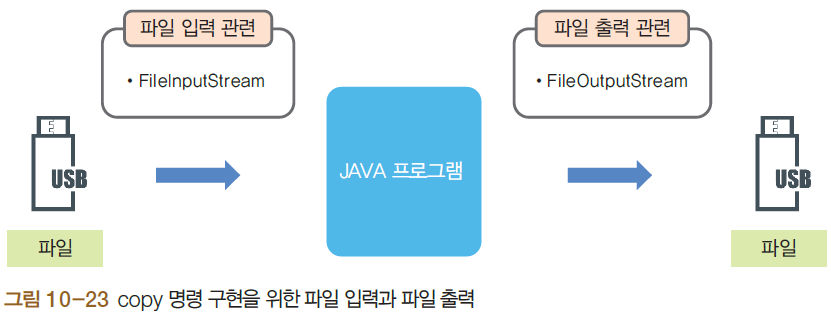 파일 입력 관련
• FileInputStream
파일 출력 관련
• FileOutputStream
USB
JAVA 프로그램
USB
파일
파일
그림 10-23 copy 명령 구현을 위한 파일 입력과 파일 출력